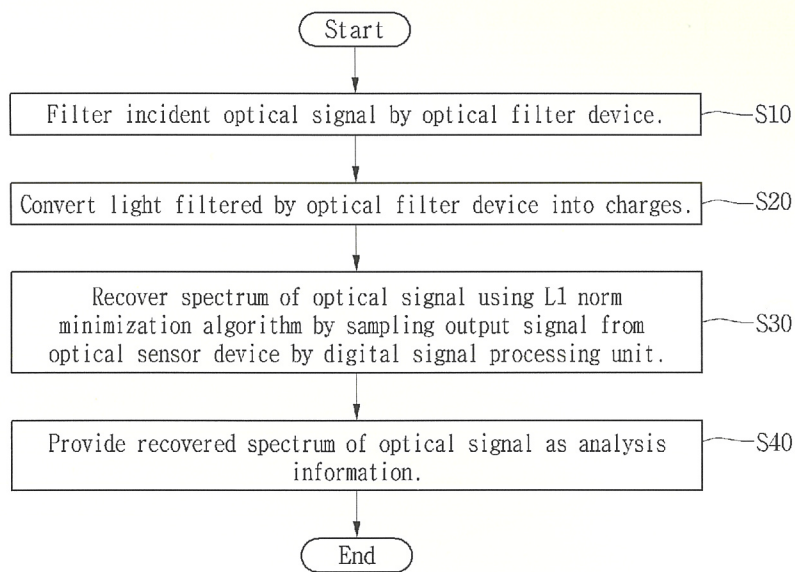 Start
Filter incident optical signal by optical filter device.
S10
Convert light filtered by optical filter device into charges.
S20
Recover spectrum of optical signal using L1 norm
minimization algorithm by sampling output signal from
optical sensor device by digital signal processing unit.
S30
Provide recovered spectrum of optical signal as analysis
information.
S40
End